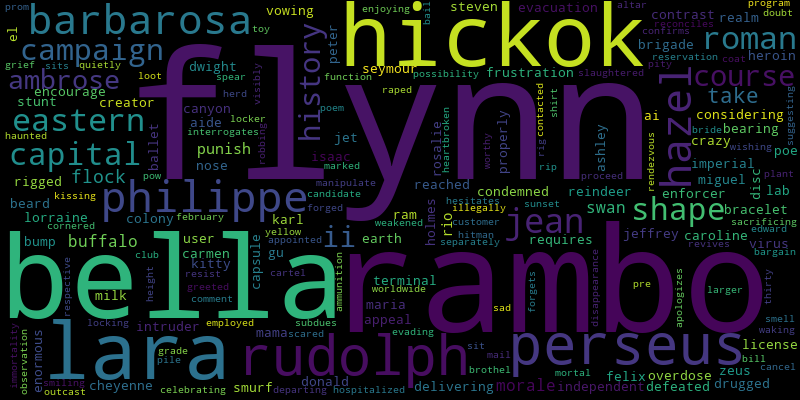 prom
barbarosa
toy
vowing
enjoying
bail
steven
evacuation
altar
contrast
realm
program
doubt
hickok
reconciles
confirms
el
campaign
history
peter
brigade
roman
grief
sits
quietly
dwight
seymour
possibility
frustration
slaughtered
reservation
coat
heroin
pity
ambrose
loot
spear
visibly
function
course
encourage
herd
raped
contacted
shirt
hazel
take
suggesting
stunt
creator
canyon
poem
flynn
eastern
aide
locker
rosalie
heartbroken
worthy
properly
ai
considering
haunted
ballet
interrogates
robbing
jet
rig
ashley
rendezvous
bride
bearing
crazy
wishing
capital
punish
isaac
rip
poe
nose
marked
proceed
imperial
plant
rigged
flock
pow
manipulate
reached
condemned
reindeer
miguel
disc
lab
kissing
candidate
enforcer
beard
philippe
forged
hesitates
sunset
swan
shape
bracelet
lorraine
colony
february
karl
ram
holmes
illegally
jean
sacrificing
cornered
yellow
weakened
rio
customer
hitman
jeffrey
caroline
edward
bump
buffalo
user
appointed
ii
earth
separately
requires
revives
virus
club
carmen
capsule
gu
bargain
bella
respective
height
kitty
resist
cartel
ammunition
terminal
rambo
forgets
disappearance
apologizes
thirty
milk
greeted
worldwide
pre
larger
comment
maria
sad
smell
immortality
observation
enormous
locking
intruder
employed
subdues
appeal
evading
waking
lara
grade
pile
mama
scared
rudolph
sit
mail
perseus
license
bill
smiling
cheyenne
smurf
donald
brothel
mortal
felix
overdose
zeus
cancel
outcast
celebrating
departing
hospitalized
delivering
morale
independent
defeated
drugged